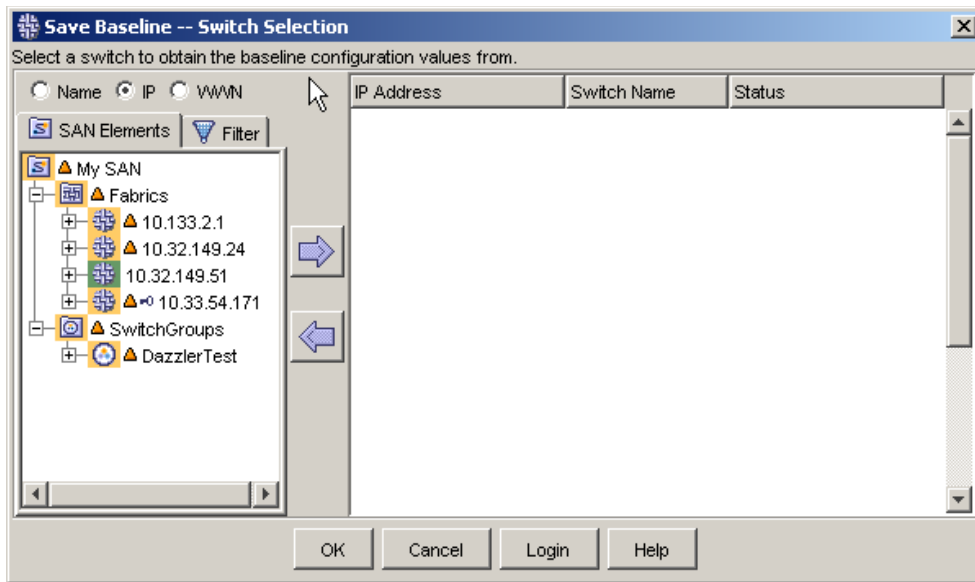 Save Baseline -- Switch Selection
Select a switch to obtain the baseline configuration values from.
Name IP WWN
IP Address Switch Name Status
SAN Elements Filter
My SAN
Fabrics
10.133.2.1
10.32.149.24
10.32.149.51
10.33.54.171
SwitchGroups
DazzlerTest
OK Cancel Login Help